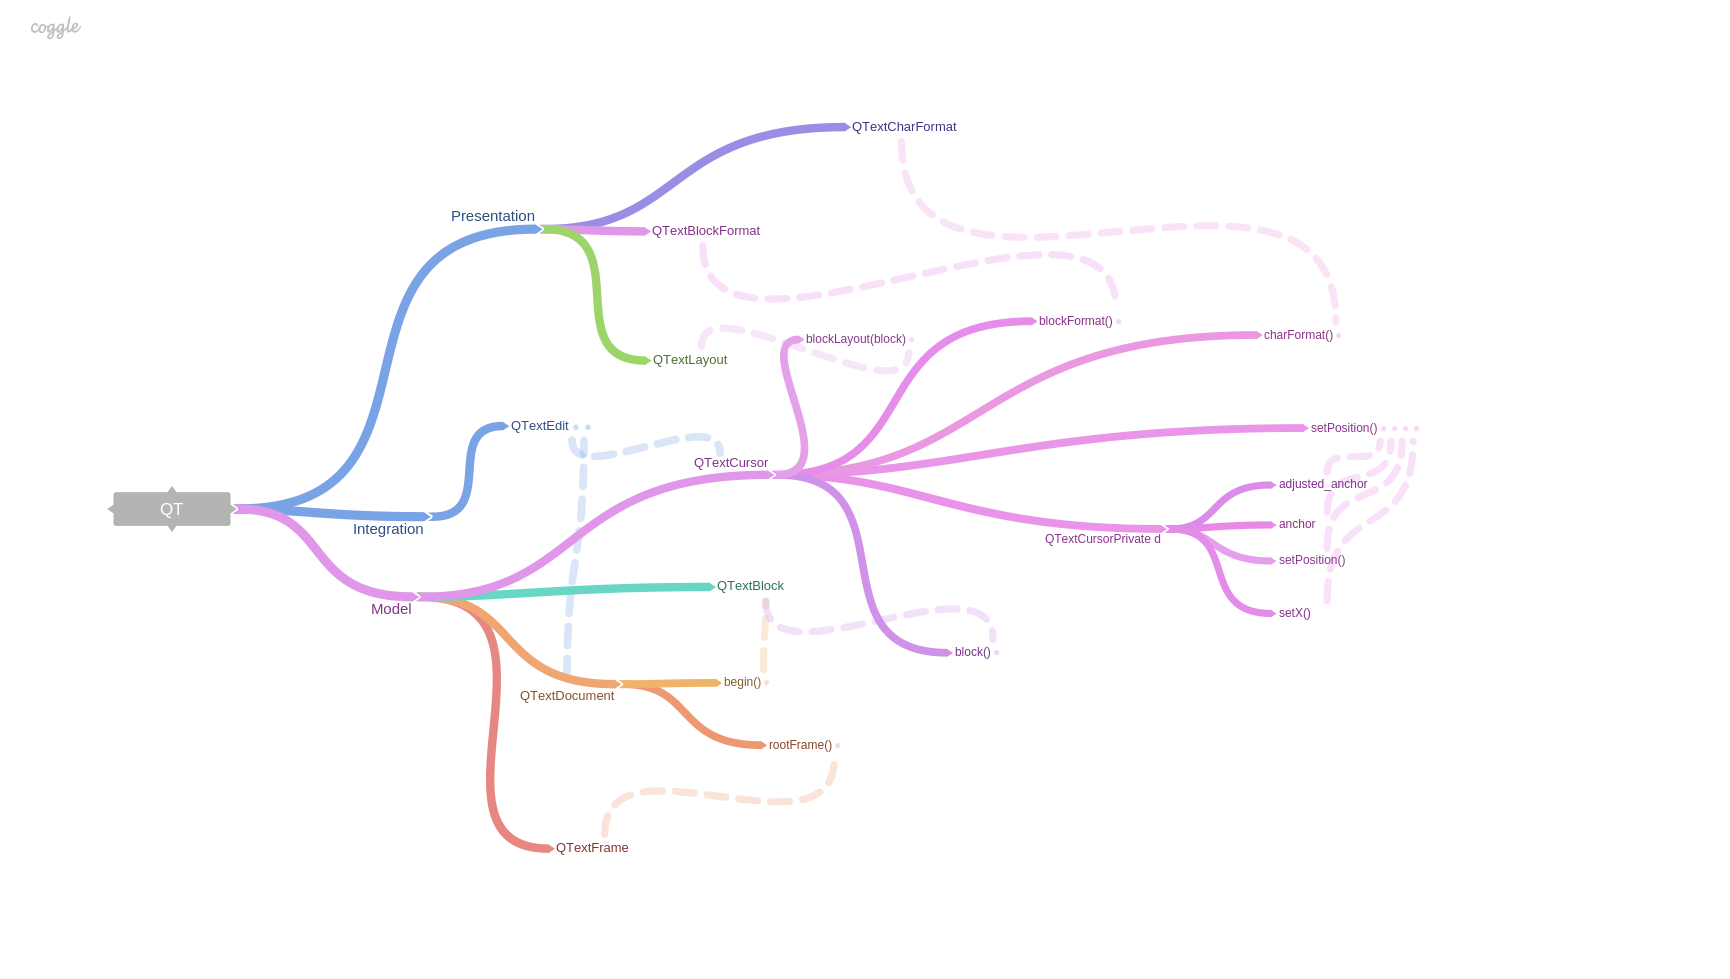 coggle
QTextCharFormat
Presentation
QTextBlockFormat
blockFormat()
charFormat()
blockLayout(block)
QTextLayout
QTextEdit
setPosition()
QTextCursor
adjusted_anchor
QT
anchor
Integration
QTextCursorPrivate d
setPosition()
QTextBlock
Model
setX()
block()
begin()
QTextDocument
rootFrame()
QTextFrame